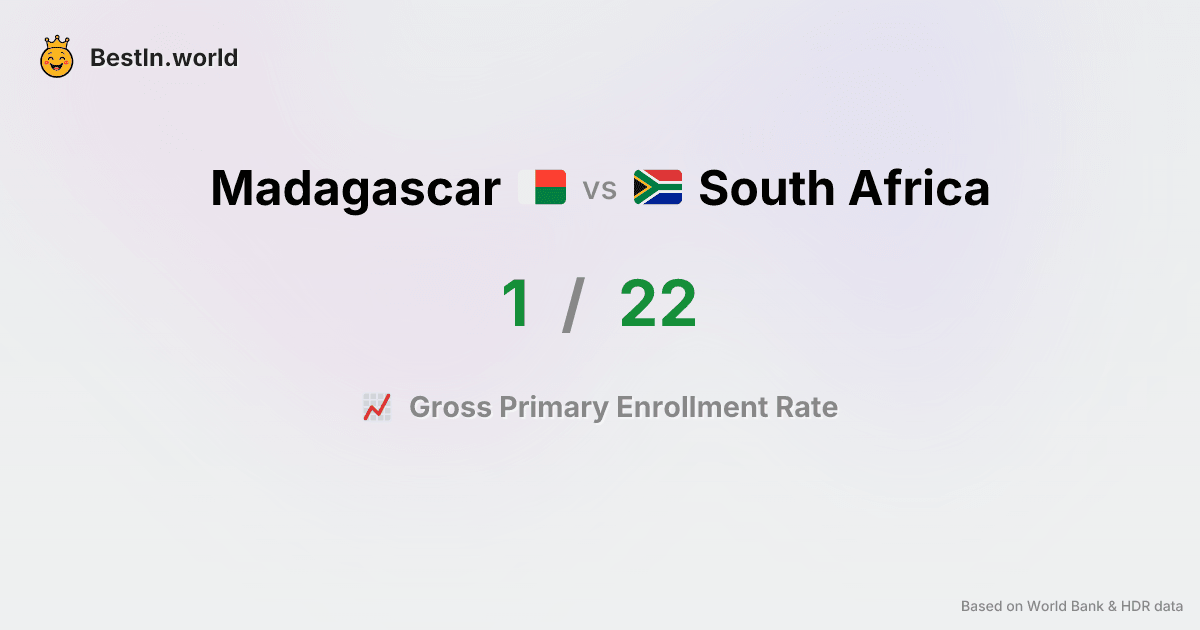 BestIn.world
Madagascar vs South Africa
1 / 22
Gross Primary Enrollment Rate
Based on World Bank & HDR data